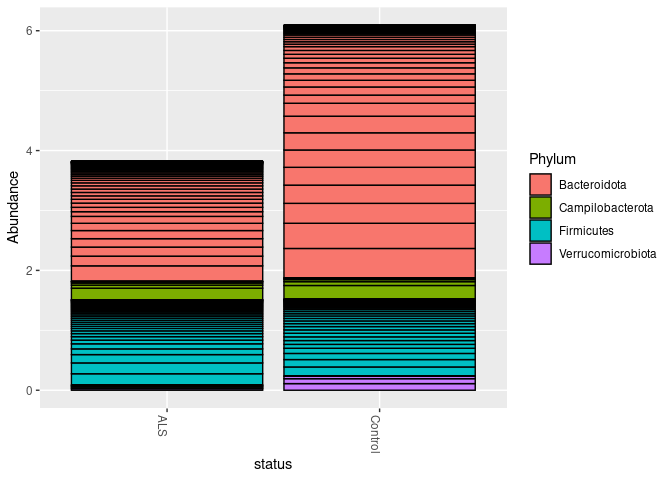 6
4
2
0
Abundance
ALS
Control
status
Phylum
Bacteroidota
Campilobacterota
Firmicutes
Verrucomicrobiota